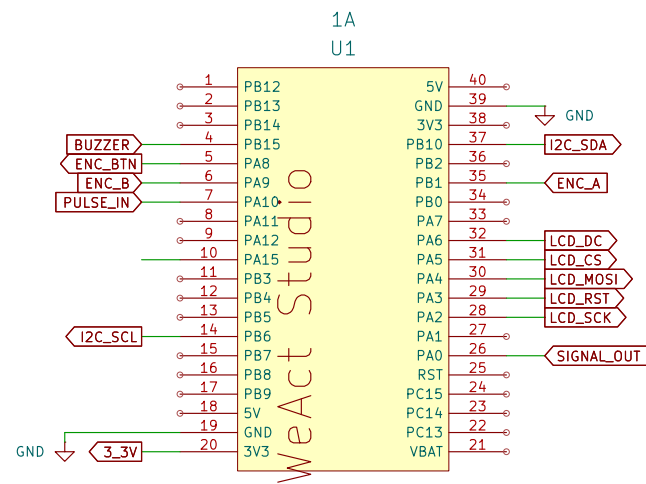 1A
U1
1 PB12
2 PB13
3 PB14
BUZZER 4 PB15
ENC_BTN 5 PA8
ENC_B 6 PA9
PULSE_IN 7 PA10
8 PA11
9 PA12
10 PA15
11 PB3
12 PB4
13 PB5
I2C_SCL 14 PB6
15 PB7
16 PB8
17 PB9
18 5V
GND 19 GND
3_3V 20 3V3
WeAct Studio
5V 40
GND 39 GND
3V3 38
PB10 37 I2C_SDA
PB2 36
PB1 35 ENC_A
PB0 34
PA7 33
PA6 32 LCD_DC
PA5 31 LCD_CS
PA4 30 LCD_MOSI
PA3 29 LCD_RST
PA2 28 LCD_SCK
PA1 27
PA0 26 SIGNAL_OUT
RST 25
PC15 24
PC14 23
PC13 22
VBAT 21